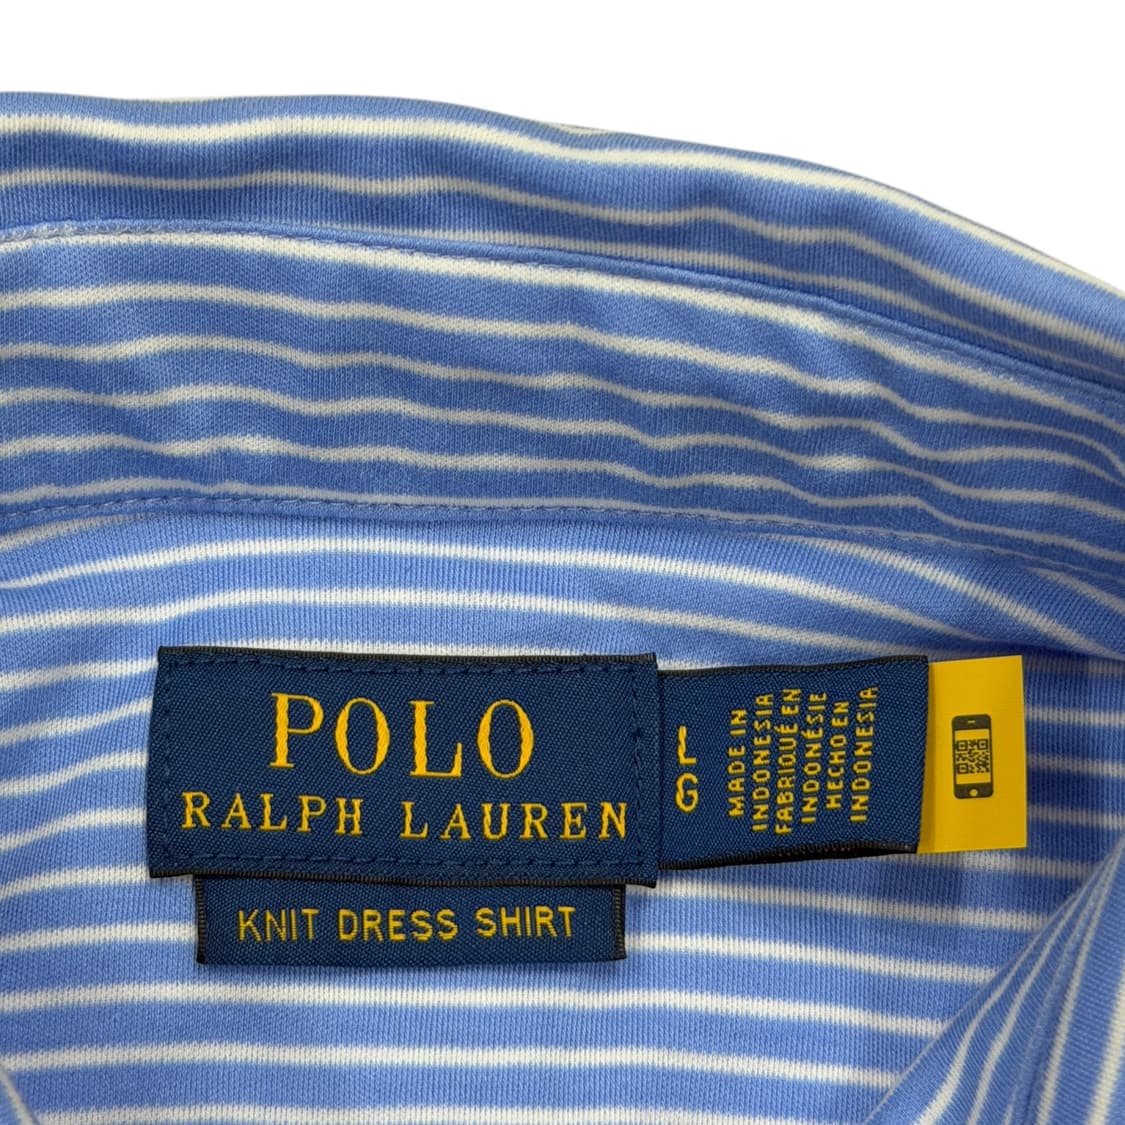 POLO
RALPH LAUREN
KNIT DRESS SHIRT
L
G
MADE IN
INDONESIA
FABRIQUÉ EN
INDONÉSIE
HECHO EN
INDONESIA